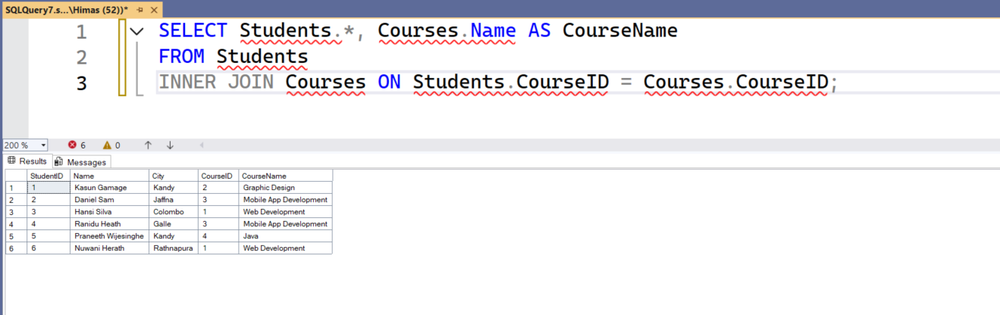 SQLQuery7.s...\Himas (52))*
1 SELECT Students.*, Courses.Name AS CourseName
2 FROM Students
3 INNER JOIN Courses ON Students.CourseID = Courses.CourseID;
200 % 6 0
Results Messages
StudentID Name City CourseID CourseName
1 1 Kasun Gamage Kandy 2 Graphic Design
2 2 Daniel Sam Jaffna 3 Mobile App Development
3 3 Hansi Silva Colombo 1 Web Development
4 4 Ranidu Heath Galle 3 Mobile App Development
5 5 Praneeth Wijesinghe Kandy 4 Java
6 6 Nuwani Herath Rathnapura 1 Web Development